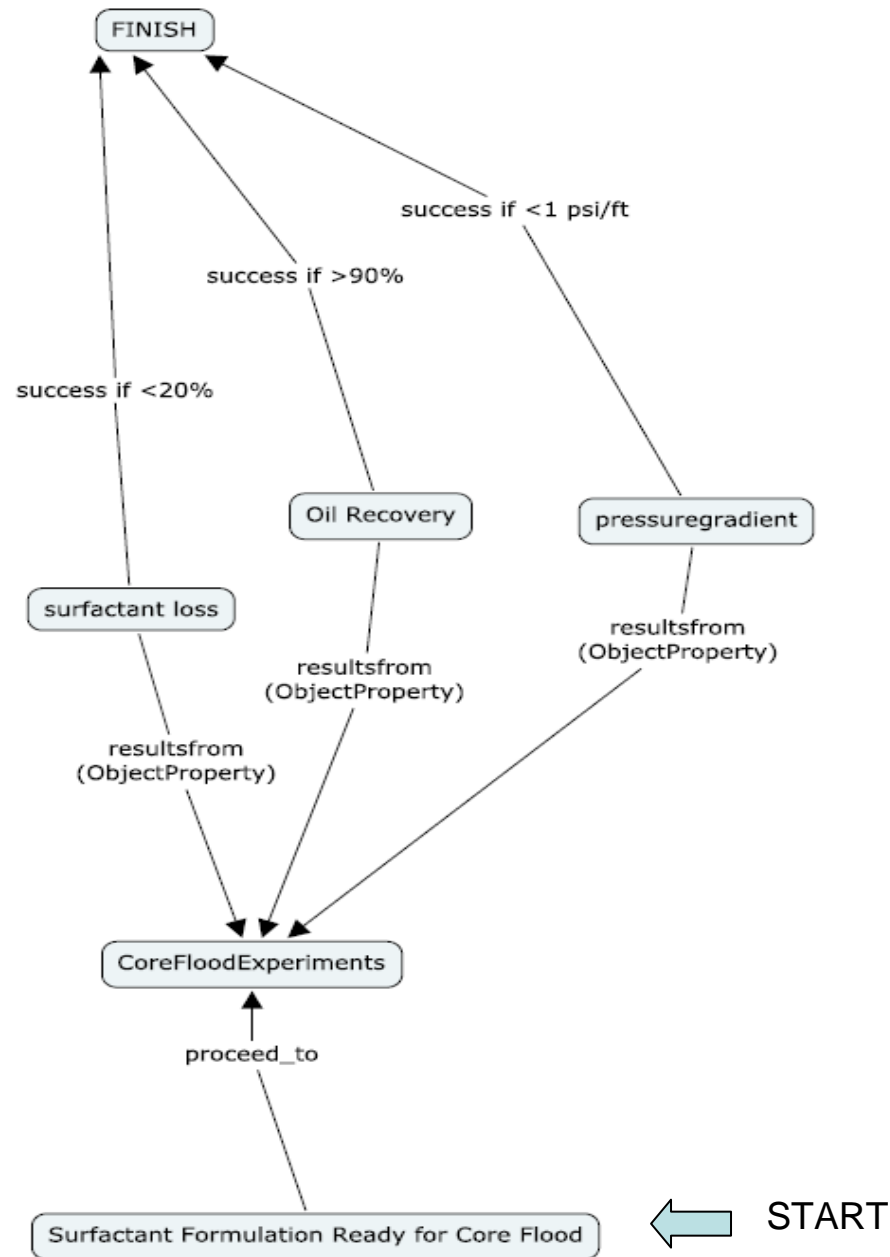 FINISH
success if <1 psi/ft
success if >90%
success if <20%
Oil Recovery
pressuregradient
surfactant loss
resultsfrom
(ObjectProperty)
resultsfrom
(ObjectProperty)
resultsfrom
(ObjectProperty)
CoreFloodExperiments
proceed_to
START
Surfactant Formulation Ready for Core Flood